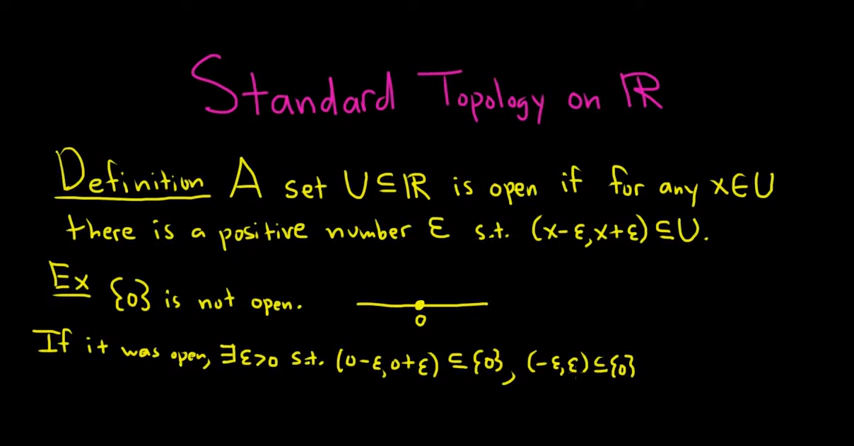 Standard Topology on ℝ
Definition A set U⊆ℝ is open if for any x∈U
there is a positive number ε s.t. (x-ε, x+ε)⊆U.
Ex {0} is not open.
0
If it was open, ∃ε>0 s.t. (0-ε, 0+ε) ⊆ {0}, (-ε,ε)⊆{0}